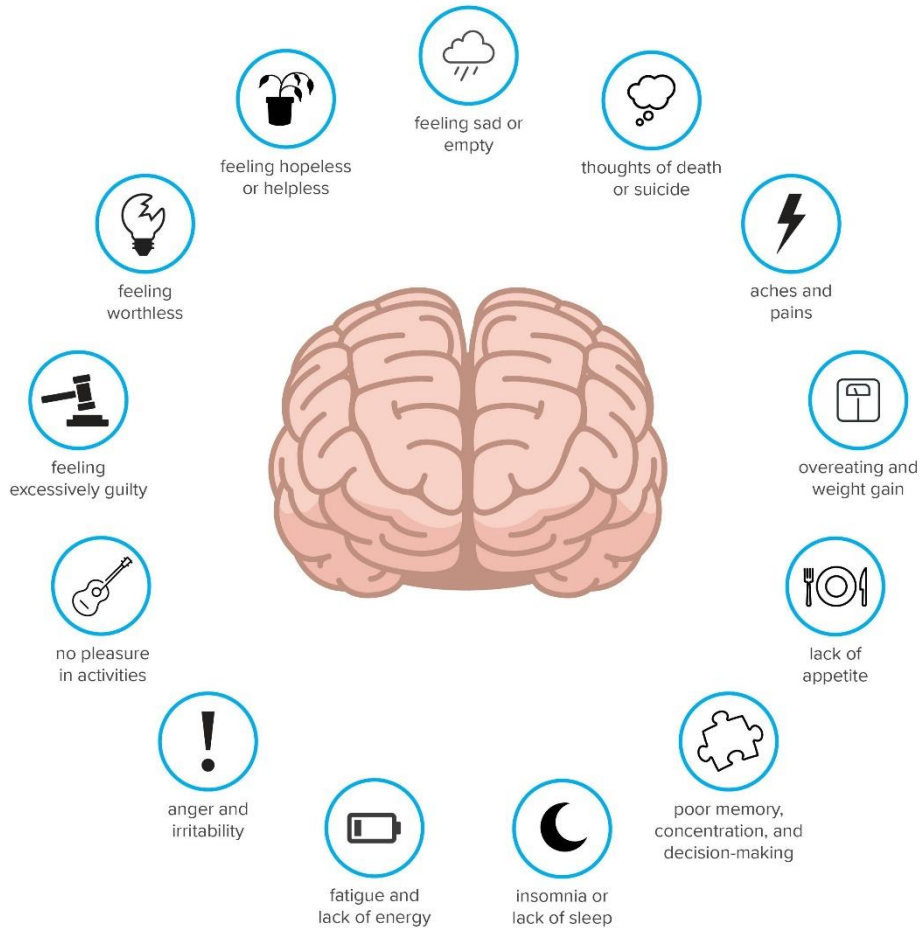 feeling sad or
empty
thoughts of death
or suicide
aches and
pains
overeating and
weight gain
lack of
appetite
poor memory,
concentration, and
decision-making
insomnia or
lack of sleep
fatigue and
lack of energy
anger and
irritability
no pleasure
in activities
feeling
excessively guilty
feeling
worthless
feeling hopeless
or helpless